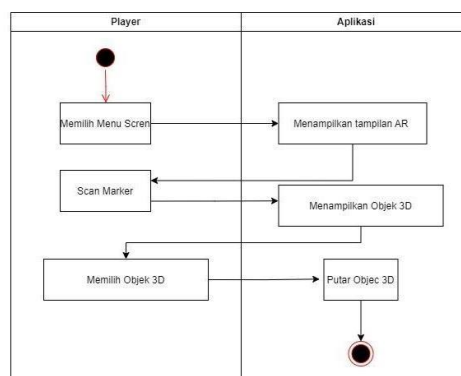 Player
Aplikasi
Memilih Menu Scren
Menampilkan tampilan AR
Scan Marker
Menampilkan Objek 3D
Memilih Objek 3D
Putar Objec 3D